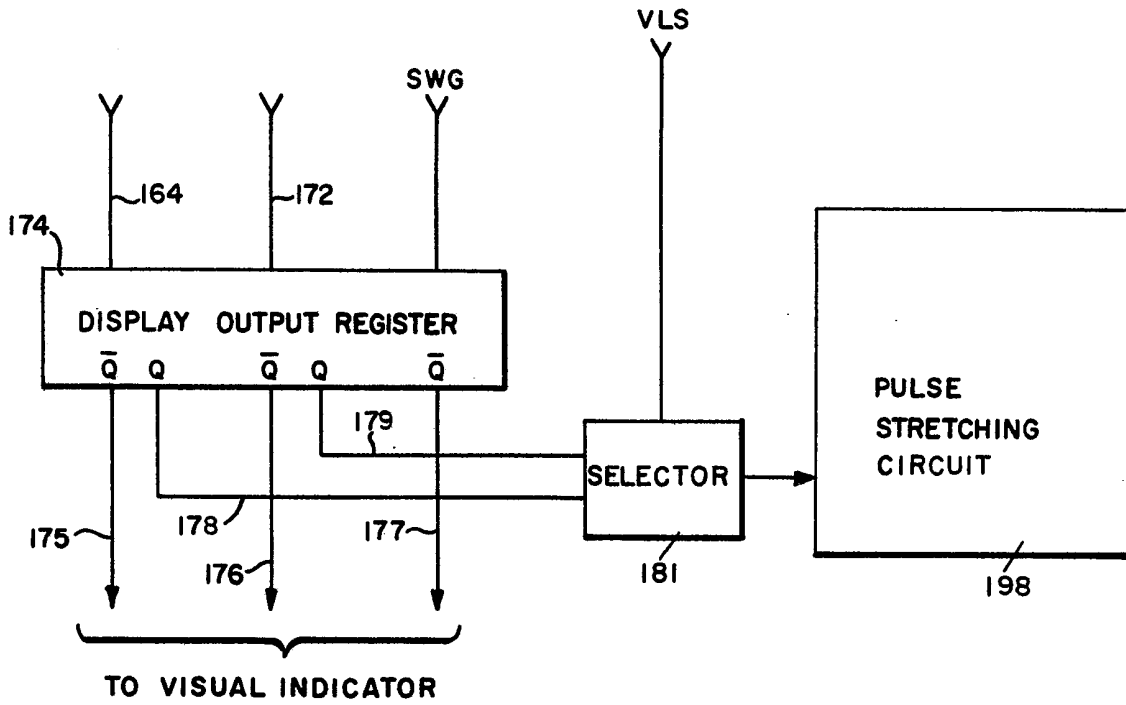 VLS
SWG
164
172
174
DISPLAY OUTPUT REGISTER
Q̅ Q Q̅ Q Q̅
179
SELECTOR
PULSE
STRETCHING
CIRCUIT
178
175
176
177
181
198
TO VISUAL INDICATOR